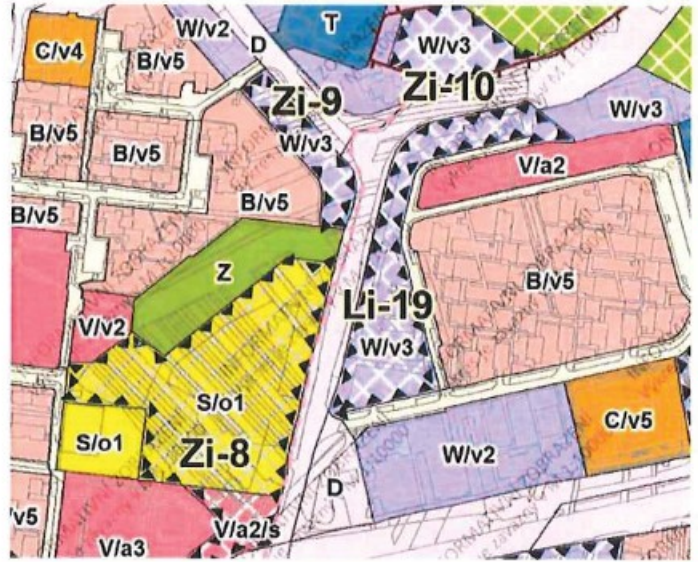 W/v2
T
D
C/v4
B/v5
W/v3
Zi-9
Zi-10
W/v3
W/v3
B/v5
B/v5
V/a2
B/v5
B/v5
Z
B/v5
Li-19
V/v2
W/v3
S/o1
S/o1
Zi-8
W/v2
C/v5
D
V/a2/s
V/a3
/v5